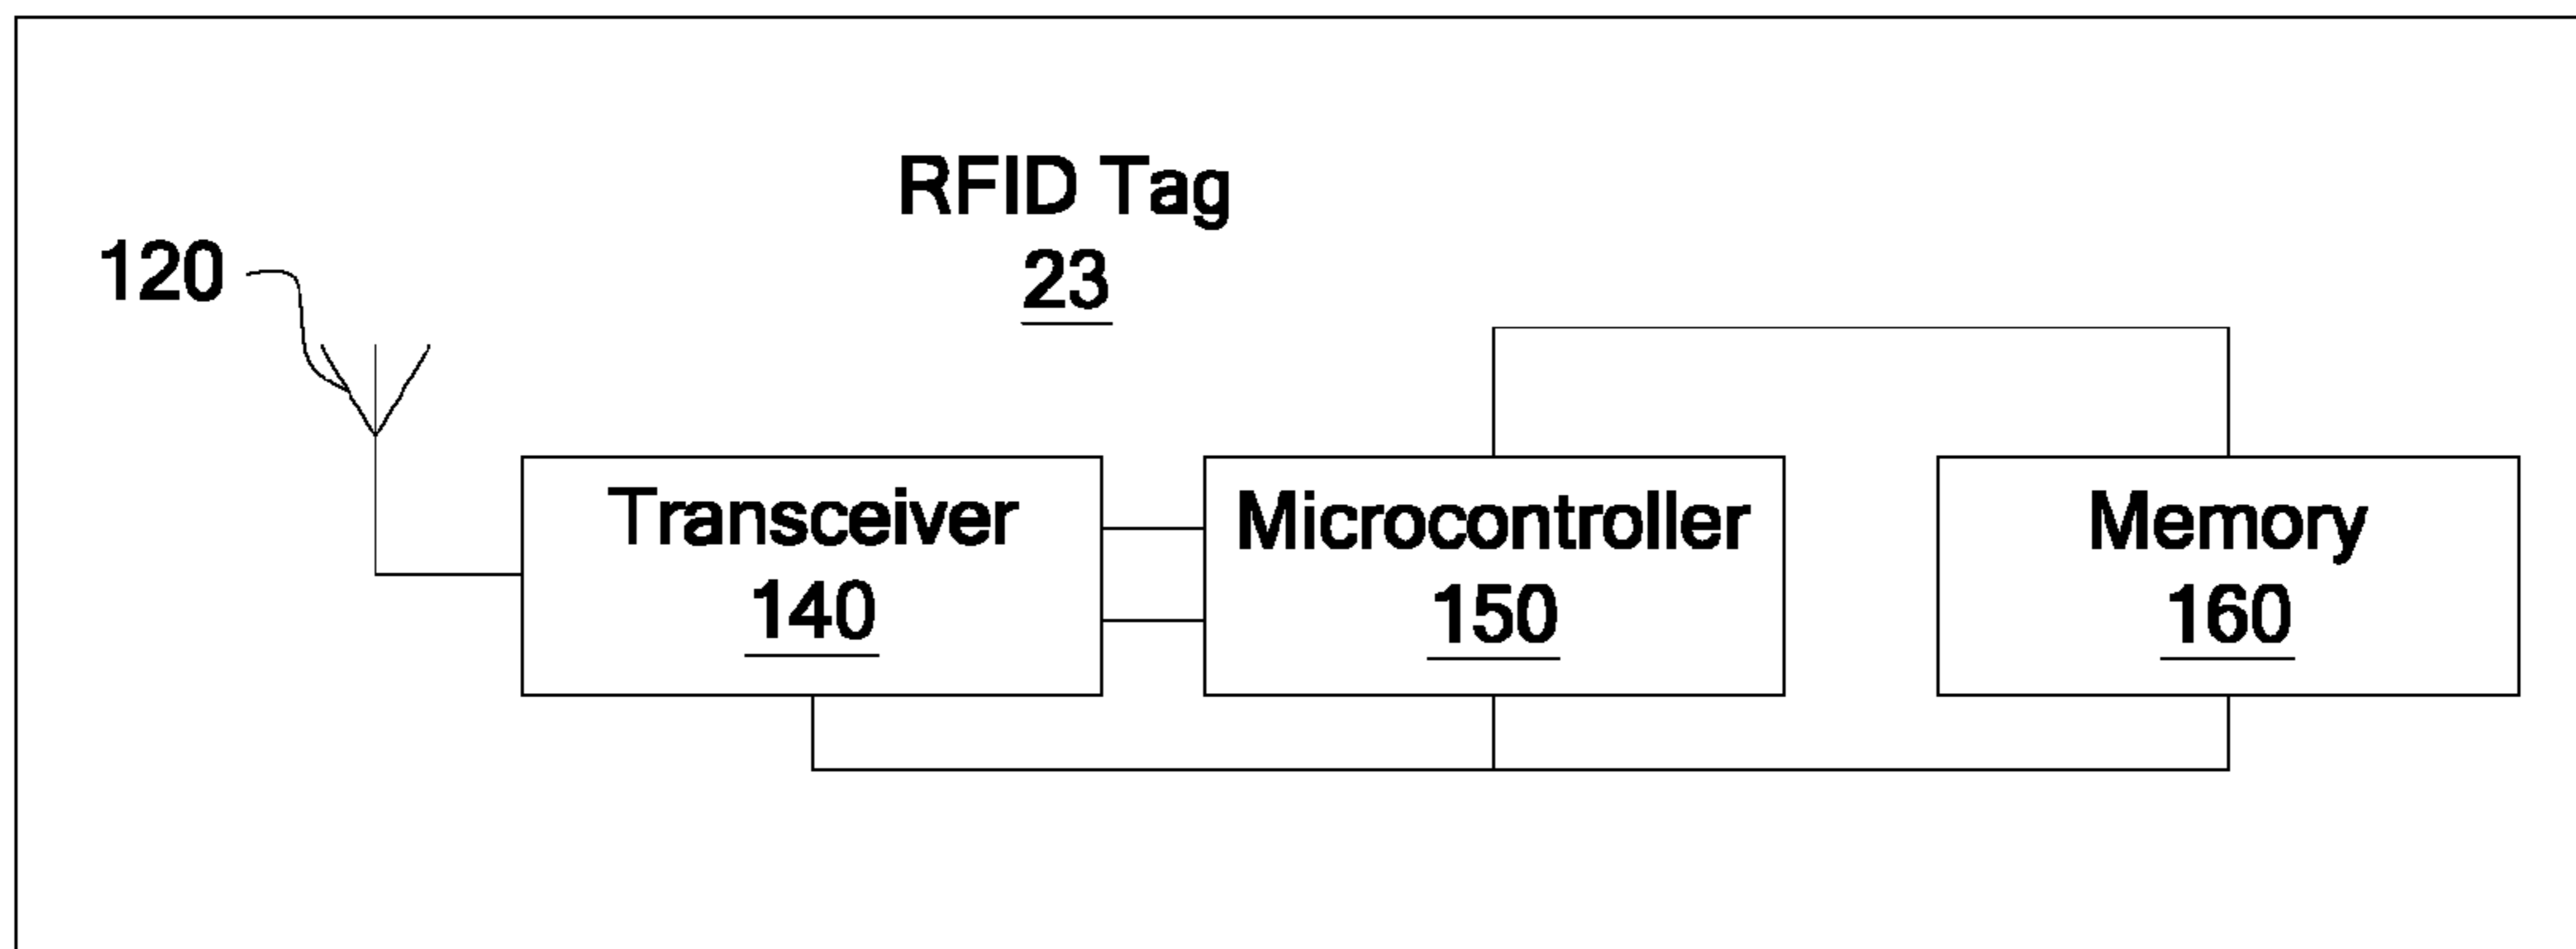 RFID Tag
23
120
Transceiver
140
Microcontroller
150
Memory
160